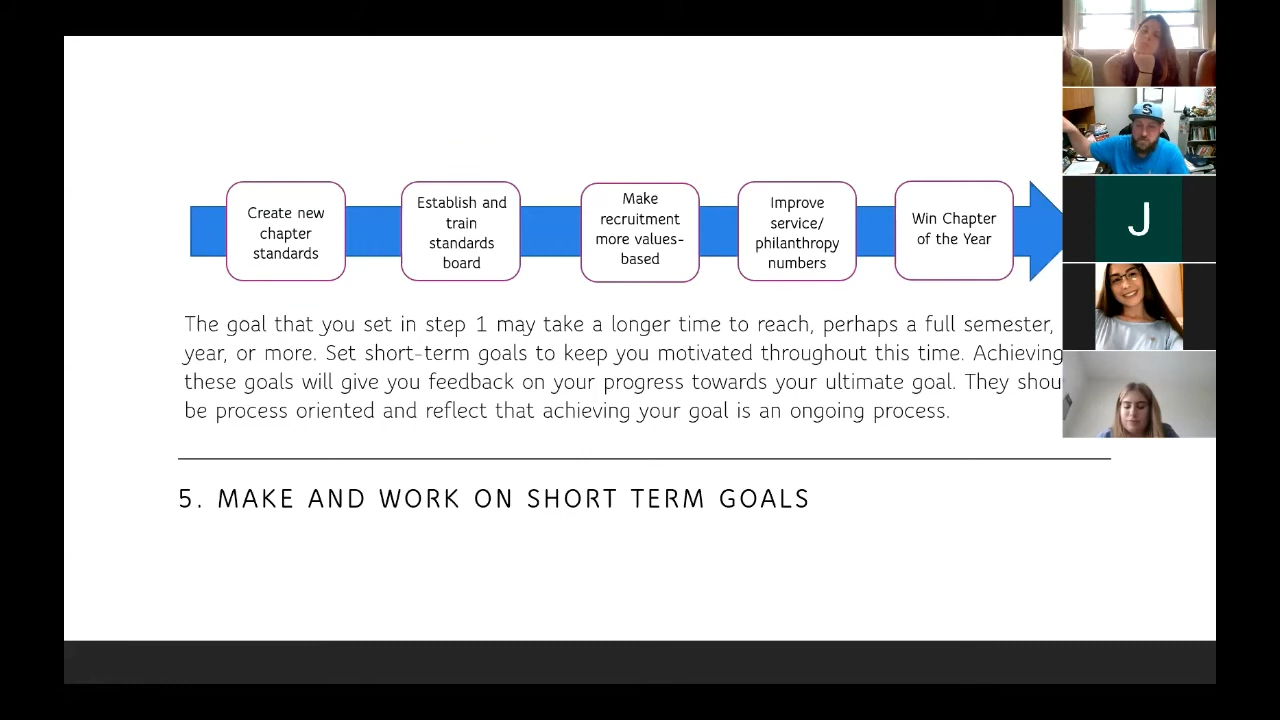 Create new
chapter
standards
Establish and
train
standards
board
Make
recruitment
more values-
based
Improve
service/
philanthropy
numbers
Win Chapter
of the Year
The goal that you set in step 1 may take a longer time to reach, perhaps a full semester,
year, or more. Set short-term goals to keep you motivated throughout this time. Achieving
these goals will give you feedback on your progress towards your ultimate goal. They shou
be process oriented and reflect that achieving your goal is an ongoing process.
5. MAKE AND WORK ON SHORT TERM GOALS
S
J